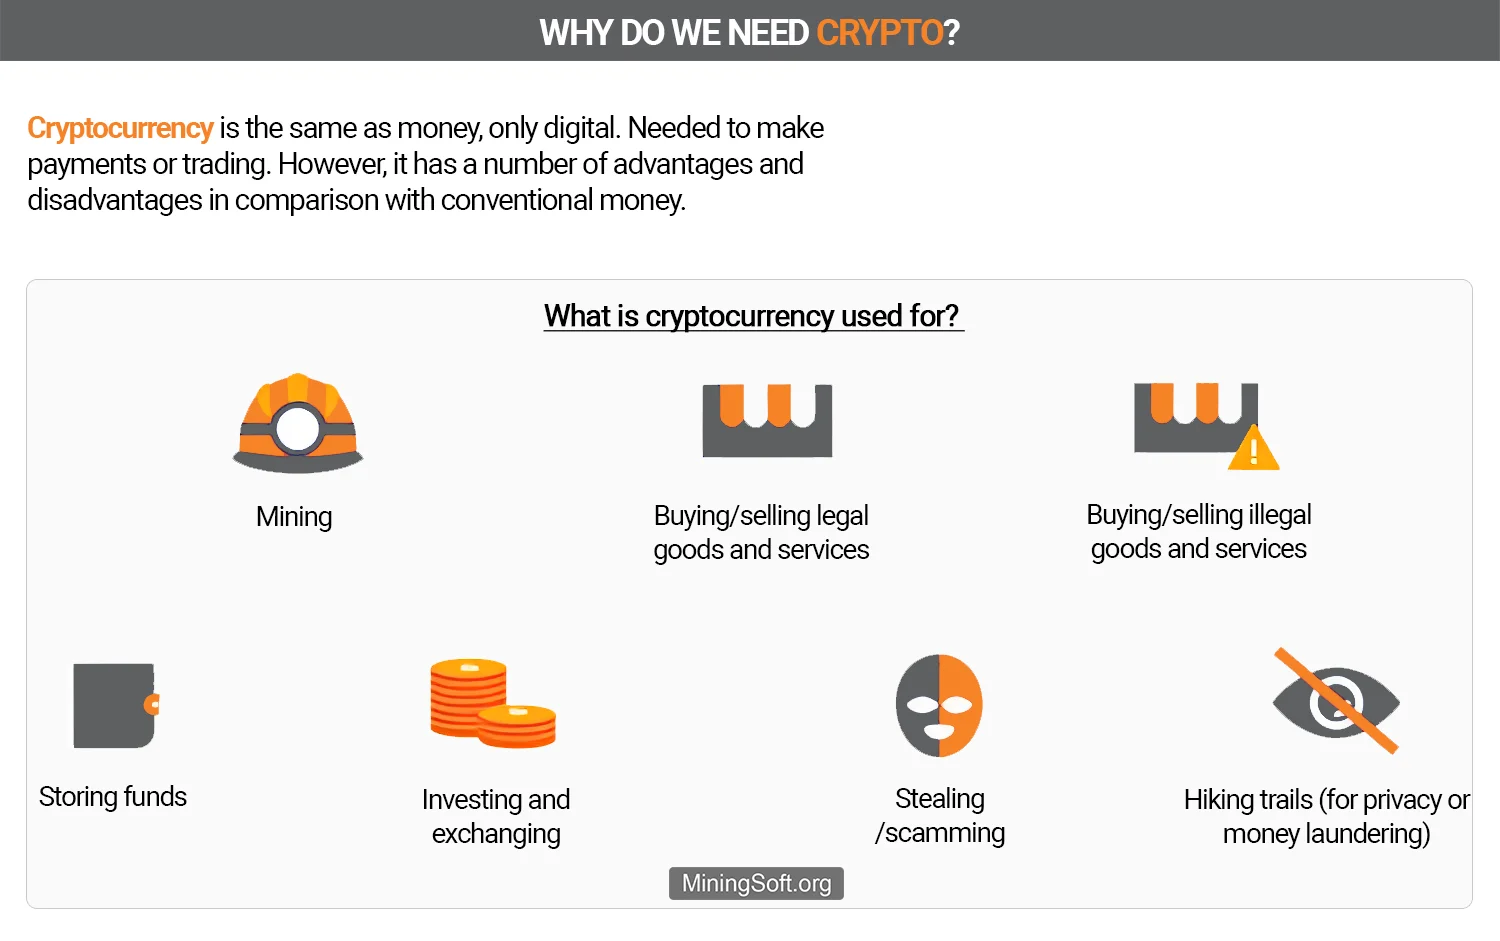 WHY DO WE NEED CRYPTO?
Cryptocurrency is the same as money, only digital. Needed to make
payments or trading. However, it has a number of advantages and
disadvantages in comparison with conventional money.
What is cryptocurrency used for?
Mining
Buying/selling legal
goods and services
Buying/selling illegal
goods and services
Storing funds
Investing and
exchanging
Stealing
/scamming
Hiking trails (for privacy or
money laundering)
MiningSoft.org